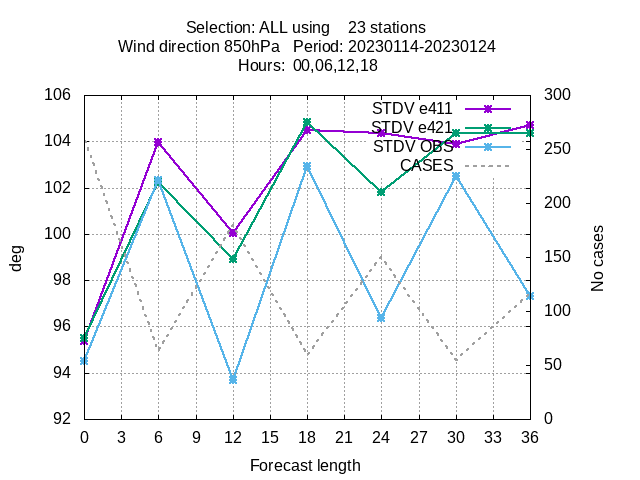 Selection: ALL using 23 stations
Wind direction 850hPa Period: 20230114-20230124
Hours: 00,06,12,18
106 300
STDV e411
STDV e421
STDV OBS
CASES
104 250
102 200
100 150
98 100
96 50
94
92 0
deg
No cases
0 3 6 9 12 15 18 21 24 27 30 33 36
Forecast length